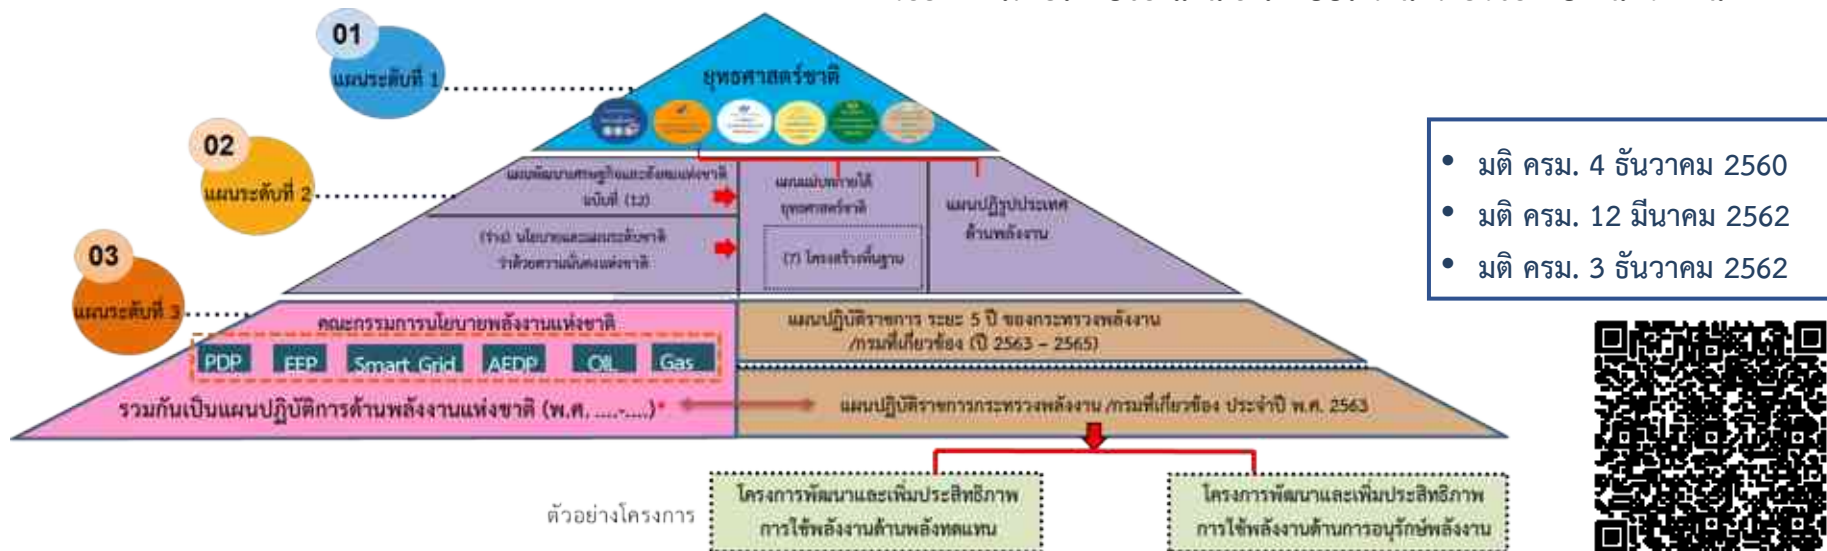 01
แผนระดับที่ 1
ยุทธศาสตร์ชาติ
02
แผนระดับที่ 2
แผนพัฒนาเศรษฐกิจและสังคมแห่งชาติ
ฉบับที่ (12)
(ร่าง) นโยบายและแผนระดับชาติ
ว่าด้วยความมั่นคงแห่งชาติ
แผนแม่บทภายใต้
ยุทธศาสตร์ชาติ
(7) โครงสร้างพื้นฐาน
แผนปฏิรูปประเทศ
ด้านพลังงาน
• มติ ครม. 4 ธันวาคม 2560
• มติ ครม. 12 มีนาคม 2562
• มติ ครม. 3 ธันวาคม 2562
03
แผนระดับที่ 3
คณะกรรมการนโยบายพลังงานแห่งชาติ
PDP EEP Smart Grid AEDP OIL Gas
รวมกันเป็นแผนปฏิบัติการด้านพลังงานแห่งชาติ (พ.ศ. ....-....)*
แผนปฏิบัติราชการ ระยะ 5 ปี ของกระทรวงพลังงาน
/กรมที่เกี่ยวข้อง (ปี 2563 – 2565)
แผนปฏิบัติราชการกระทรวงพลังงาน /กรมที่เกี่ยวข้อง ประจำปี พ.ศ. 2563
ตัวอย่างโครงการ
โครงการพัฒนาและเพิ่มประสิทธิภาพ
การใช้พลังงานด้านพลังทดแทน
โครงการพัฒนาและเพิ่มประสิทธิภาพ
การใช้พลังงานด้านการอนุรักษ์พลังงาน